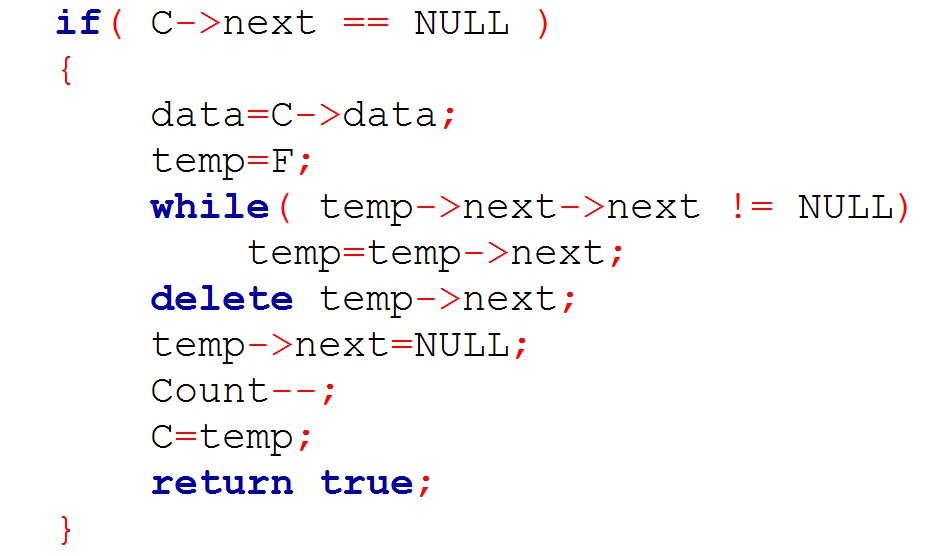 if( C->next == NULL )
{
data=C->data;
temp=F;
while( temp->next->next != NULL)
temp=temp->next;
delete temp->next;
temp->next=NULL;
Count--;
C=temp;
return true;
}